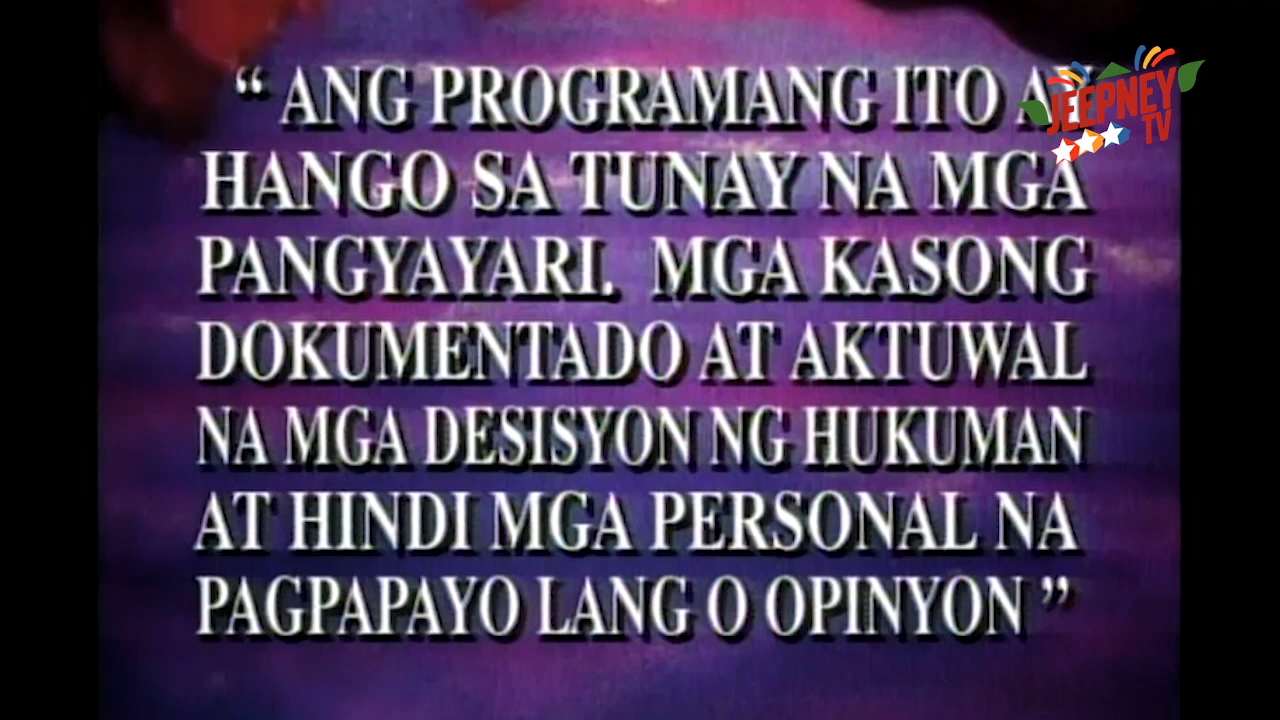 “ ANG PROGRAMANG ITO AY
HANGO SA TUNAY NA MGA
PANGYAYARI. MGA KASONG
DOKUMENTADO AT AKTUWAL
NA MGA DESISYON NG HUKUMAN
AT HINDI MGA PERSONAL NA
PAGPAPAYO LANG O OPINYON ”
JEEPNEY
TV